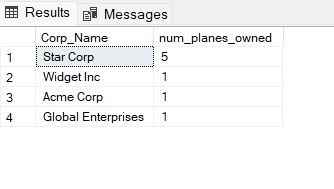 Results Messages
Corp_Name num_planes_owned
1 Star Corp 5
2 Widget Inc 1
3 Acme Corp 1
4 Global Enterprises 1